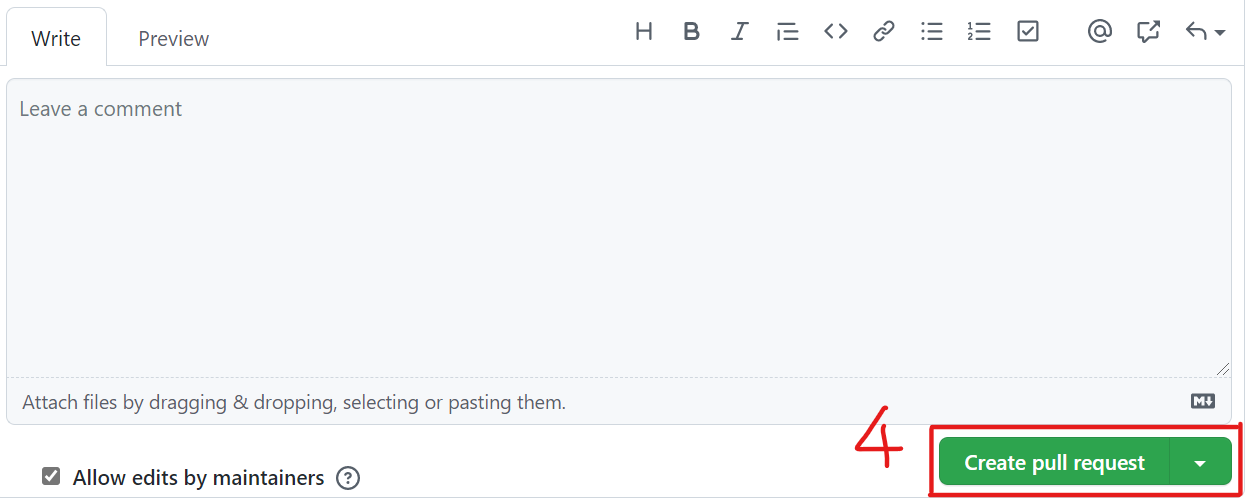 Write Preview
Leave a comment
Attach files by dragging & dropping, selecting or pasting them.
4
Allow edits by maintainers
Create pull request